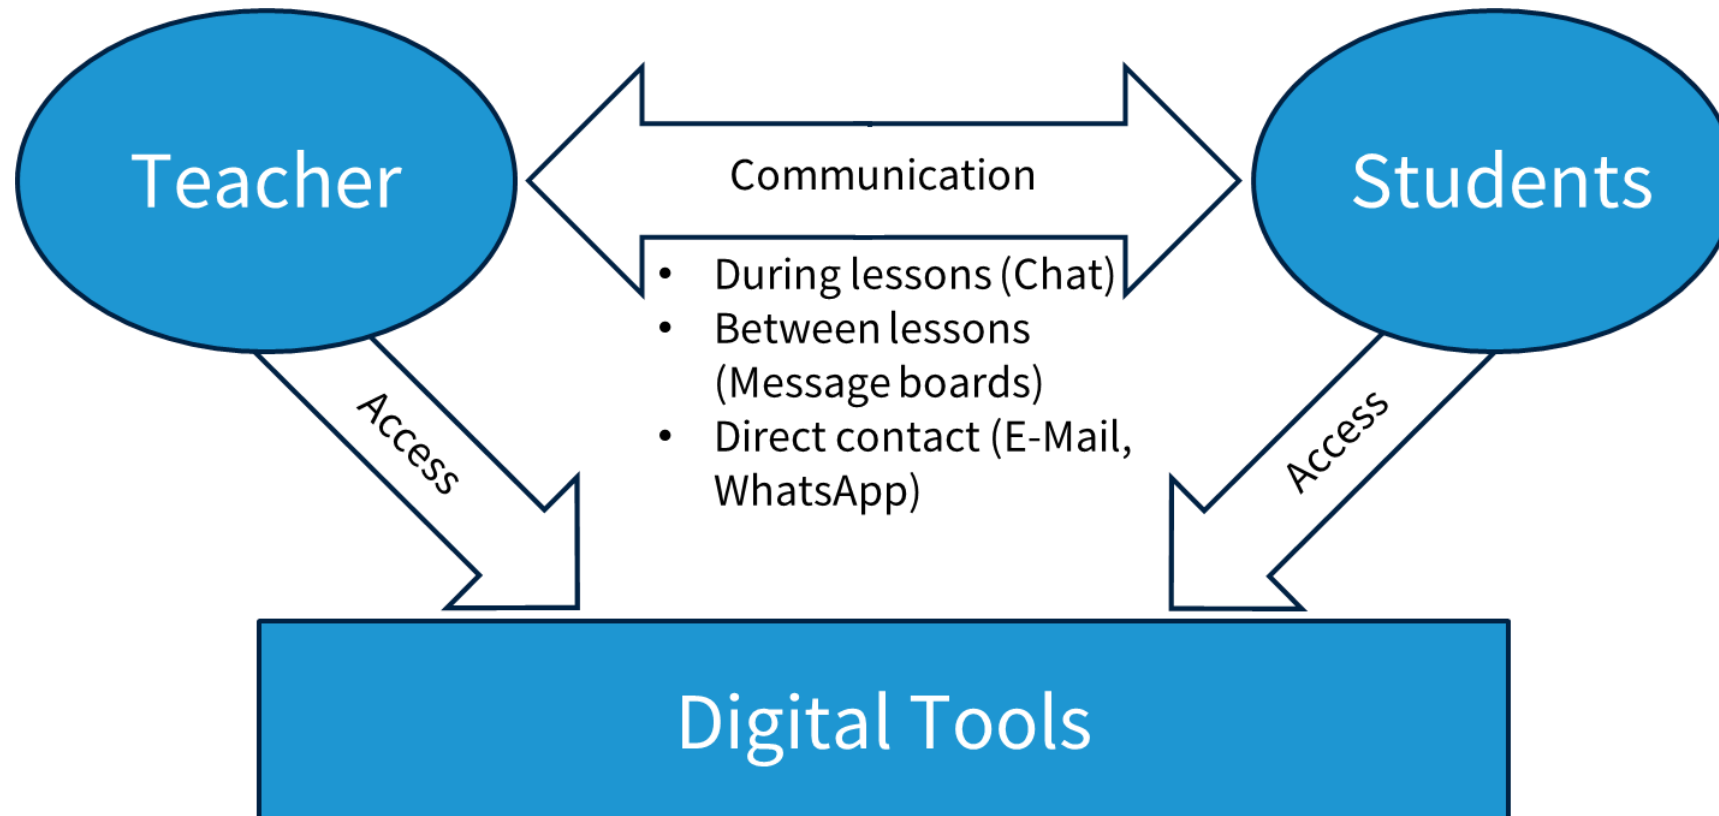 Teacher
Communication
Students
• During lessons (Chat)
• Between lessons
(Message boards)
• Direct contact (E-Mail,
WhatsApp)
Access
Access
Digital Tools